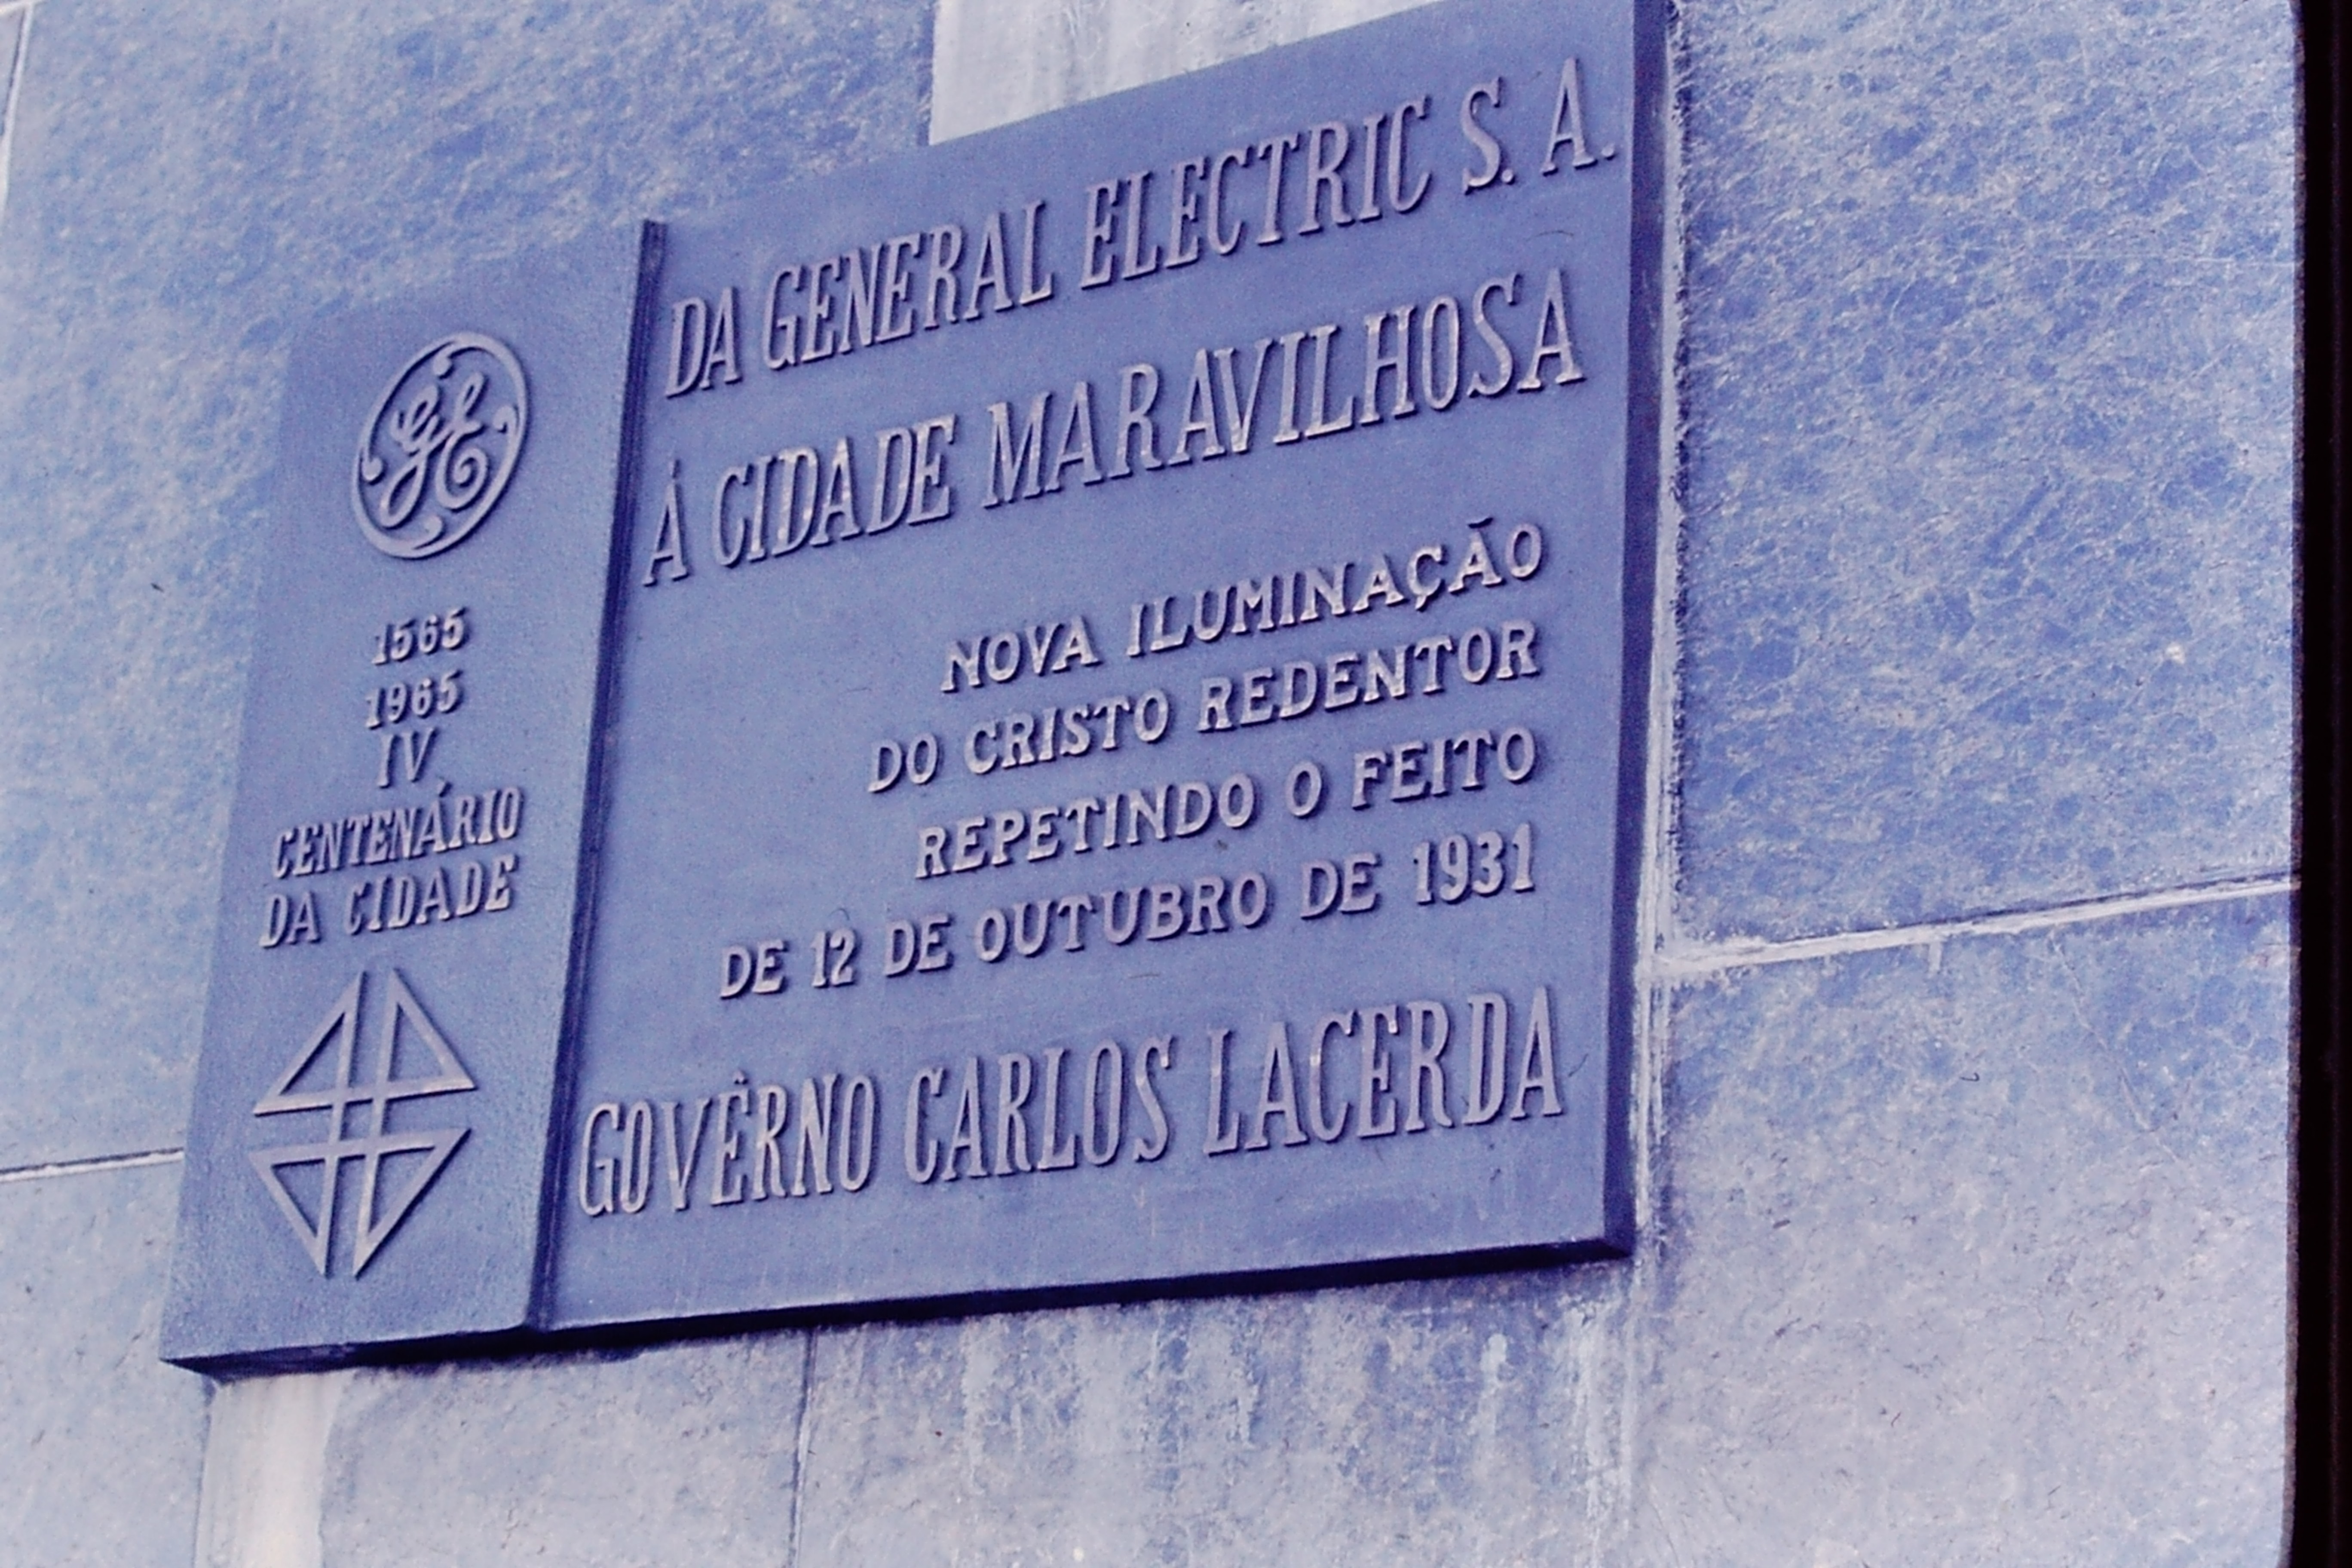 GE
1565
1965
IV
CENTENÁRIO
DA CIDADE
DA GENERAL ELECTRIC S. A.
À CIDADE MARAVILHOSA
NOVA ILUMINAÇÃO
DO CRISTO REDENTOR
REPETINDO O FEITO
DE 12 DE OUTUBRO DE 1931
GOVÊRNO CARLOS LACERDA